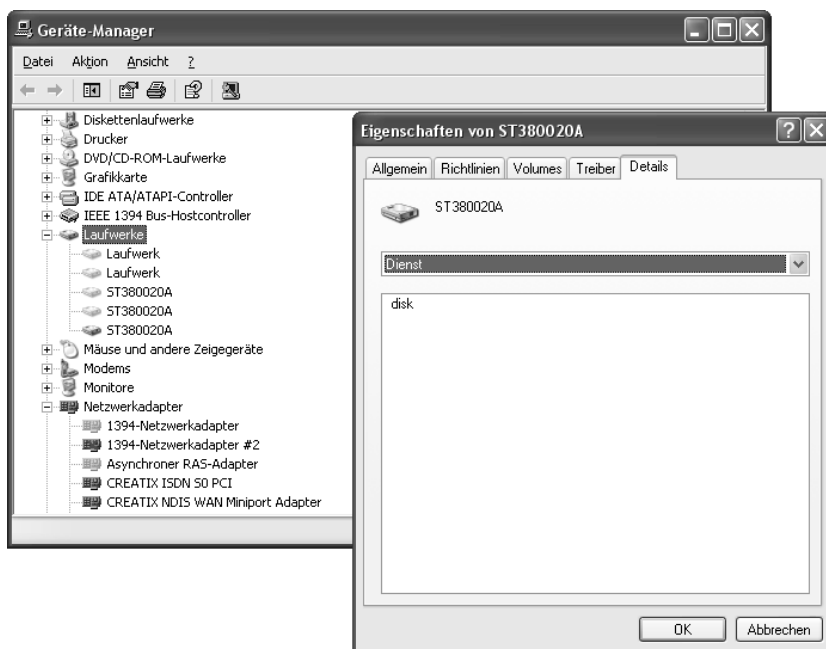 Geräte-Manager
Datei Aktion Ansicht ?
Diskettenlaufwerke
Drucker
DVD/CD-ROM-Laufwerke
Grafikkarte
IDE ATA/ATAPI-Controller
IEEE 1394 Bus-Hostcontroller
Laufwerke
Laufwerk
Laufwerk
ST380020A
ST380020A
ST380020A
Mäuse und andere Zeigegeräte
Modems
Monitore
Netzwerkadapter
1394-Netzwerkadapter
1394-Netzwerkadapter #2
Asynchroner RAS-Adapter
CREATIX ISDN S0 PCI
CREATIX NDIS WAN Miniport Adapter
Eigenschaften von ST380020A
Allgemein Richtlinien Volumes Treiber Details
ST380020A
Dienst
disk
OK Abbrechen